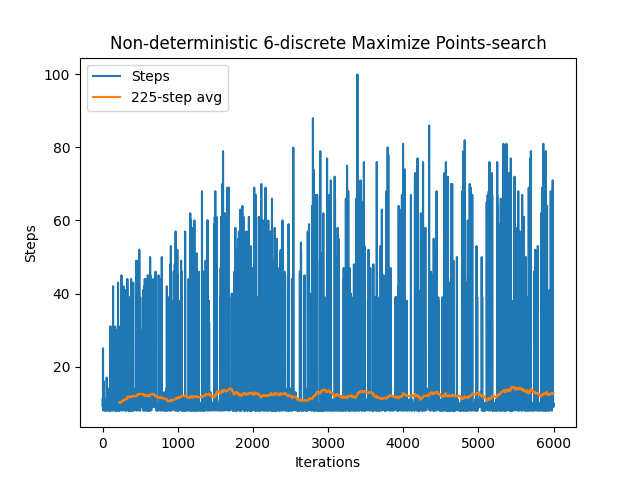 Non-deterministic 6-discrete Maximize Points-search
Steps
225-step avg
100
80
60
40
20
Steps
0 1000 2000 3000 4000 5000 6000
Iterations